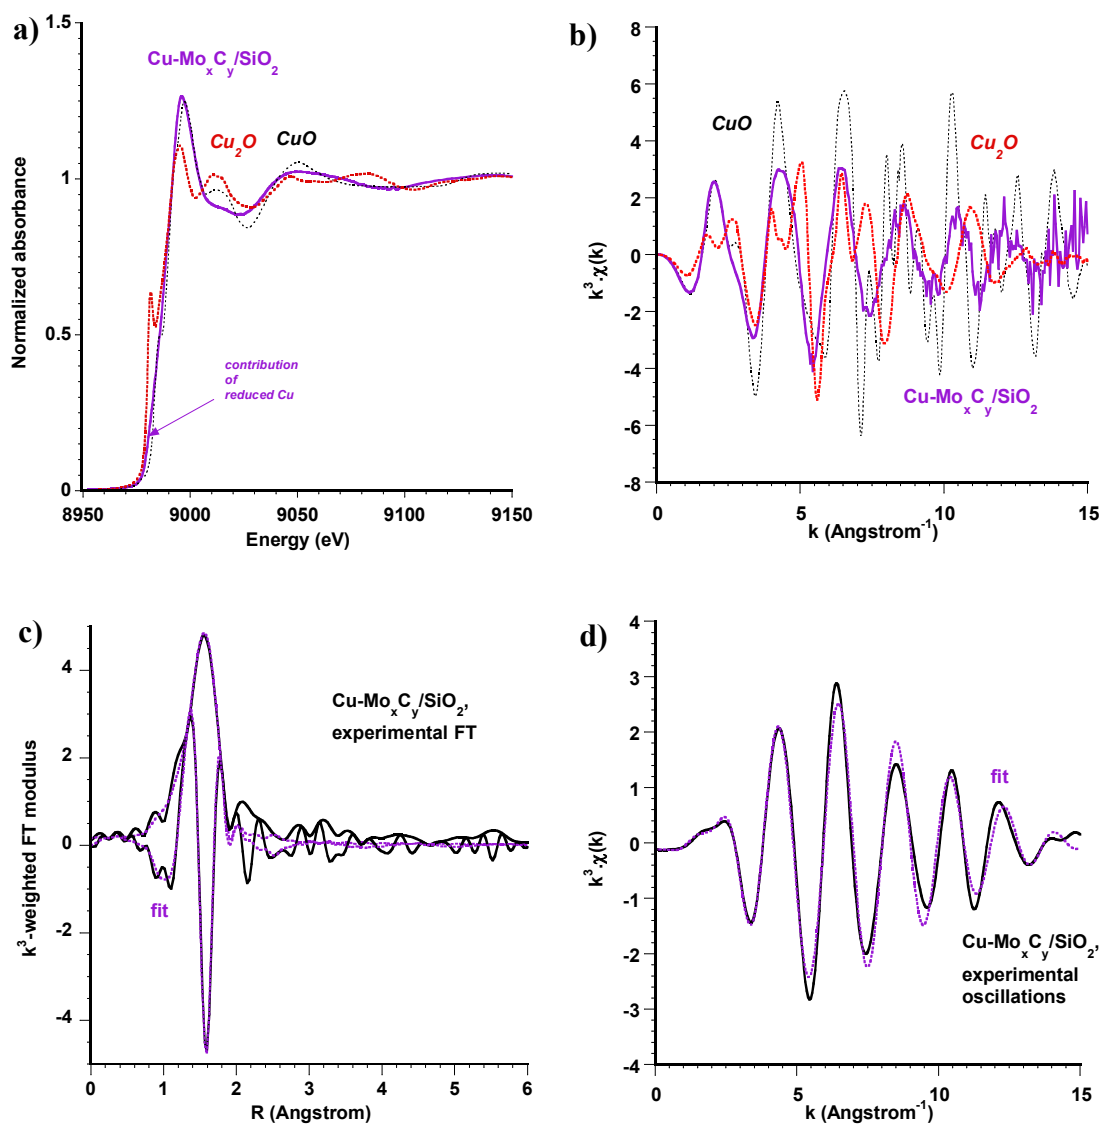 a)
Normalized absorbance
1.5
1
0.5
0
Cu-MoxCy/SiO2
Cu2O
CuO
contribution
of
reduced Cu
8950
9000
9050
9100
9150
Energy (eV)
b)
k3.χ(k)
8
6
4
2
0
-2
-4
-6
-8
CuO
Cu2O
Cu-MoxCy/SiO2
0
5
10
15
k (Angstrom-1)
c)
k3-weighted FT modulus
4
2
0
-2
-4
Cu-MoxCy/SiO2,
experimental FT
fit
0
1
2
3
4
5
6
R (Angstrom)
d)
k3.χ(k)
4
3
2
1
0
-1
-2
-3
-4
fit
Cu-MoxCy/SiO2,
experimental
oscillations
0
5
10
15
k (Angstrom-1)